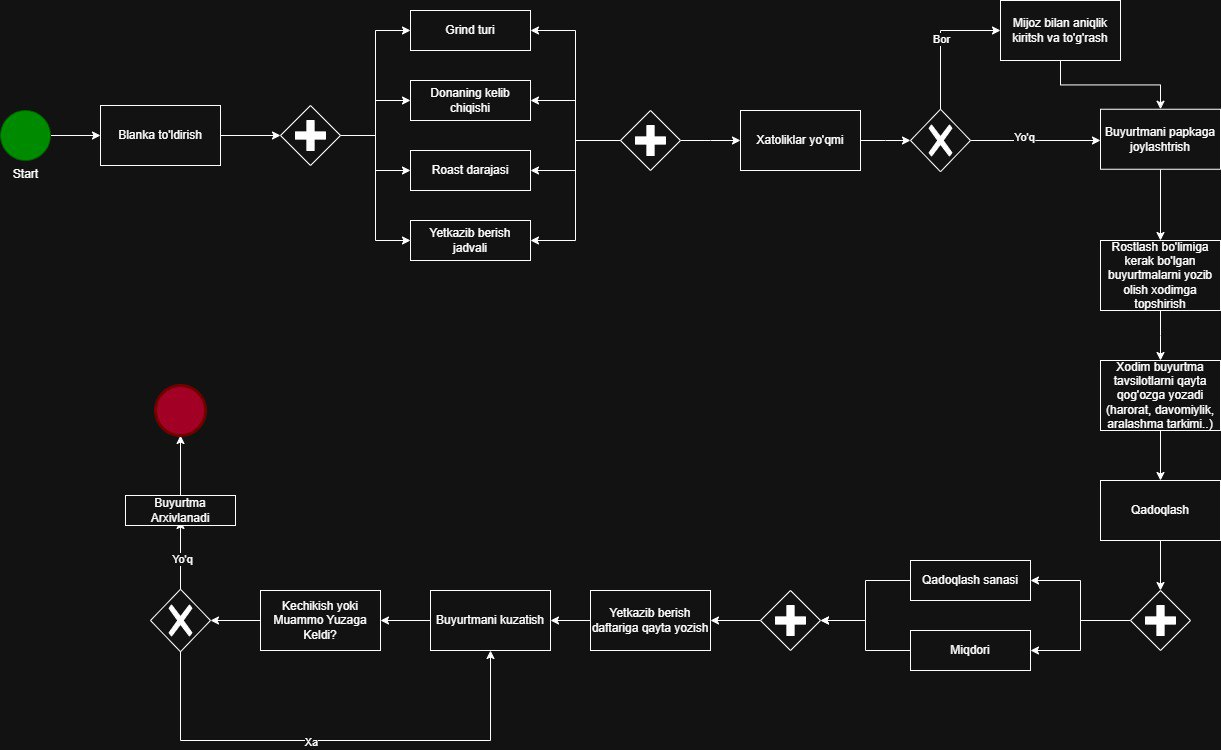 Start
Blanka to'ldirish
Grind turi
Donaning kelib
chiqishi
Roast darajasi
Yetkazib berish
jadvali
Xatoliklar yo'qmi
Bor
Yo'q
Mijoz bilan aniqlik
kiritsh va to'g'rash
Buyurtmani papkaga
joylashtrish
Rostlash bo'limiga
kerak bo'lgan
buyurtmalarni yozib
olish xodimga
topshirish
Xodim buyurtma
tavsilotlarni qayta
qog'ozga yozadi
(harorat, davomiylik,
aralashma tarkimi..)
Qadoqlash
Qadoqlash sanasi
Miqdori
Yetkazib berish
daftariga qayta yozish
Buyurtmani kuzatish
Kechikish yoki
Muammo Yuzaga
Keldi?
Xa
Yo'q
Buyurtma
Arxivlanadi